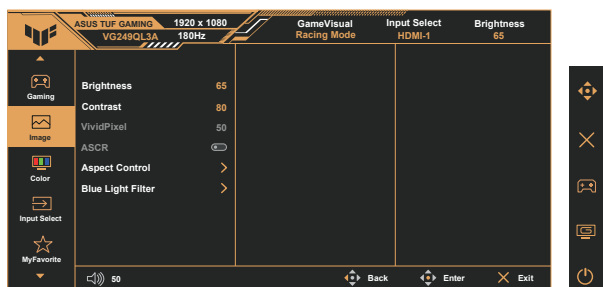 ASUS TUF GAMING 1920 x 1080 GameVisual Input Select Brightness
VG249QL3A 180Hz Racing Mode HDMI-1 65
Gaming
Image
Color
Input Select
MyFavorite
Brightness 65
Contrast 80
VividPixel 50
ASCR
Aspect Control
Blue Light Filter
50 Back Enter Exit